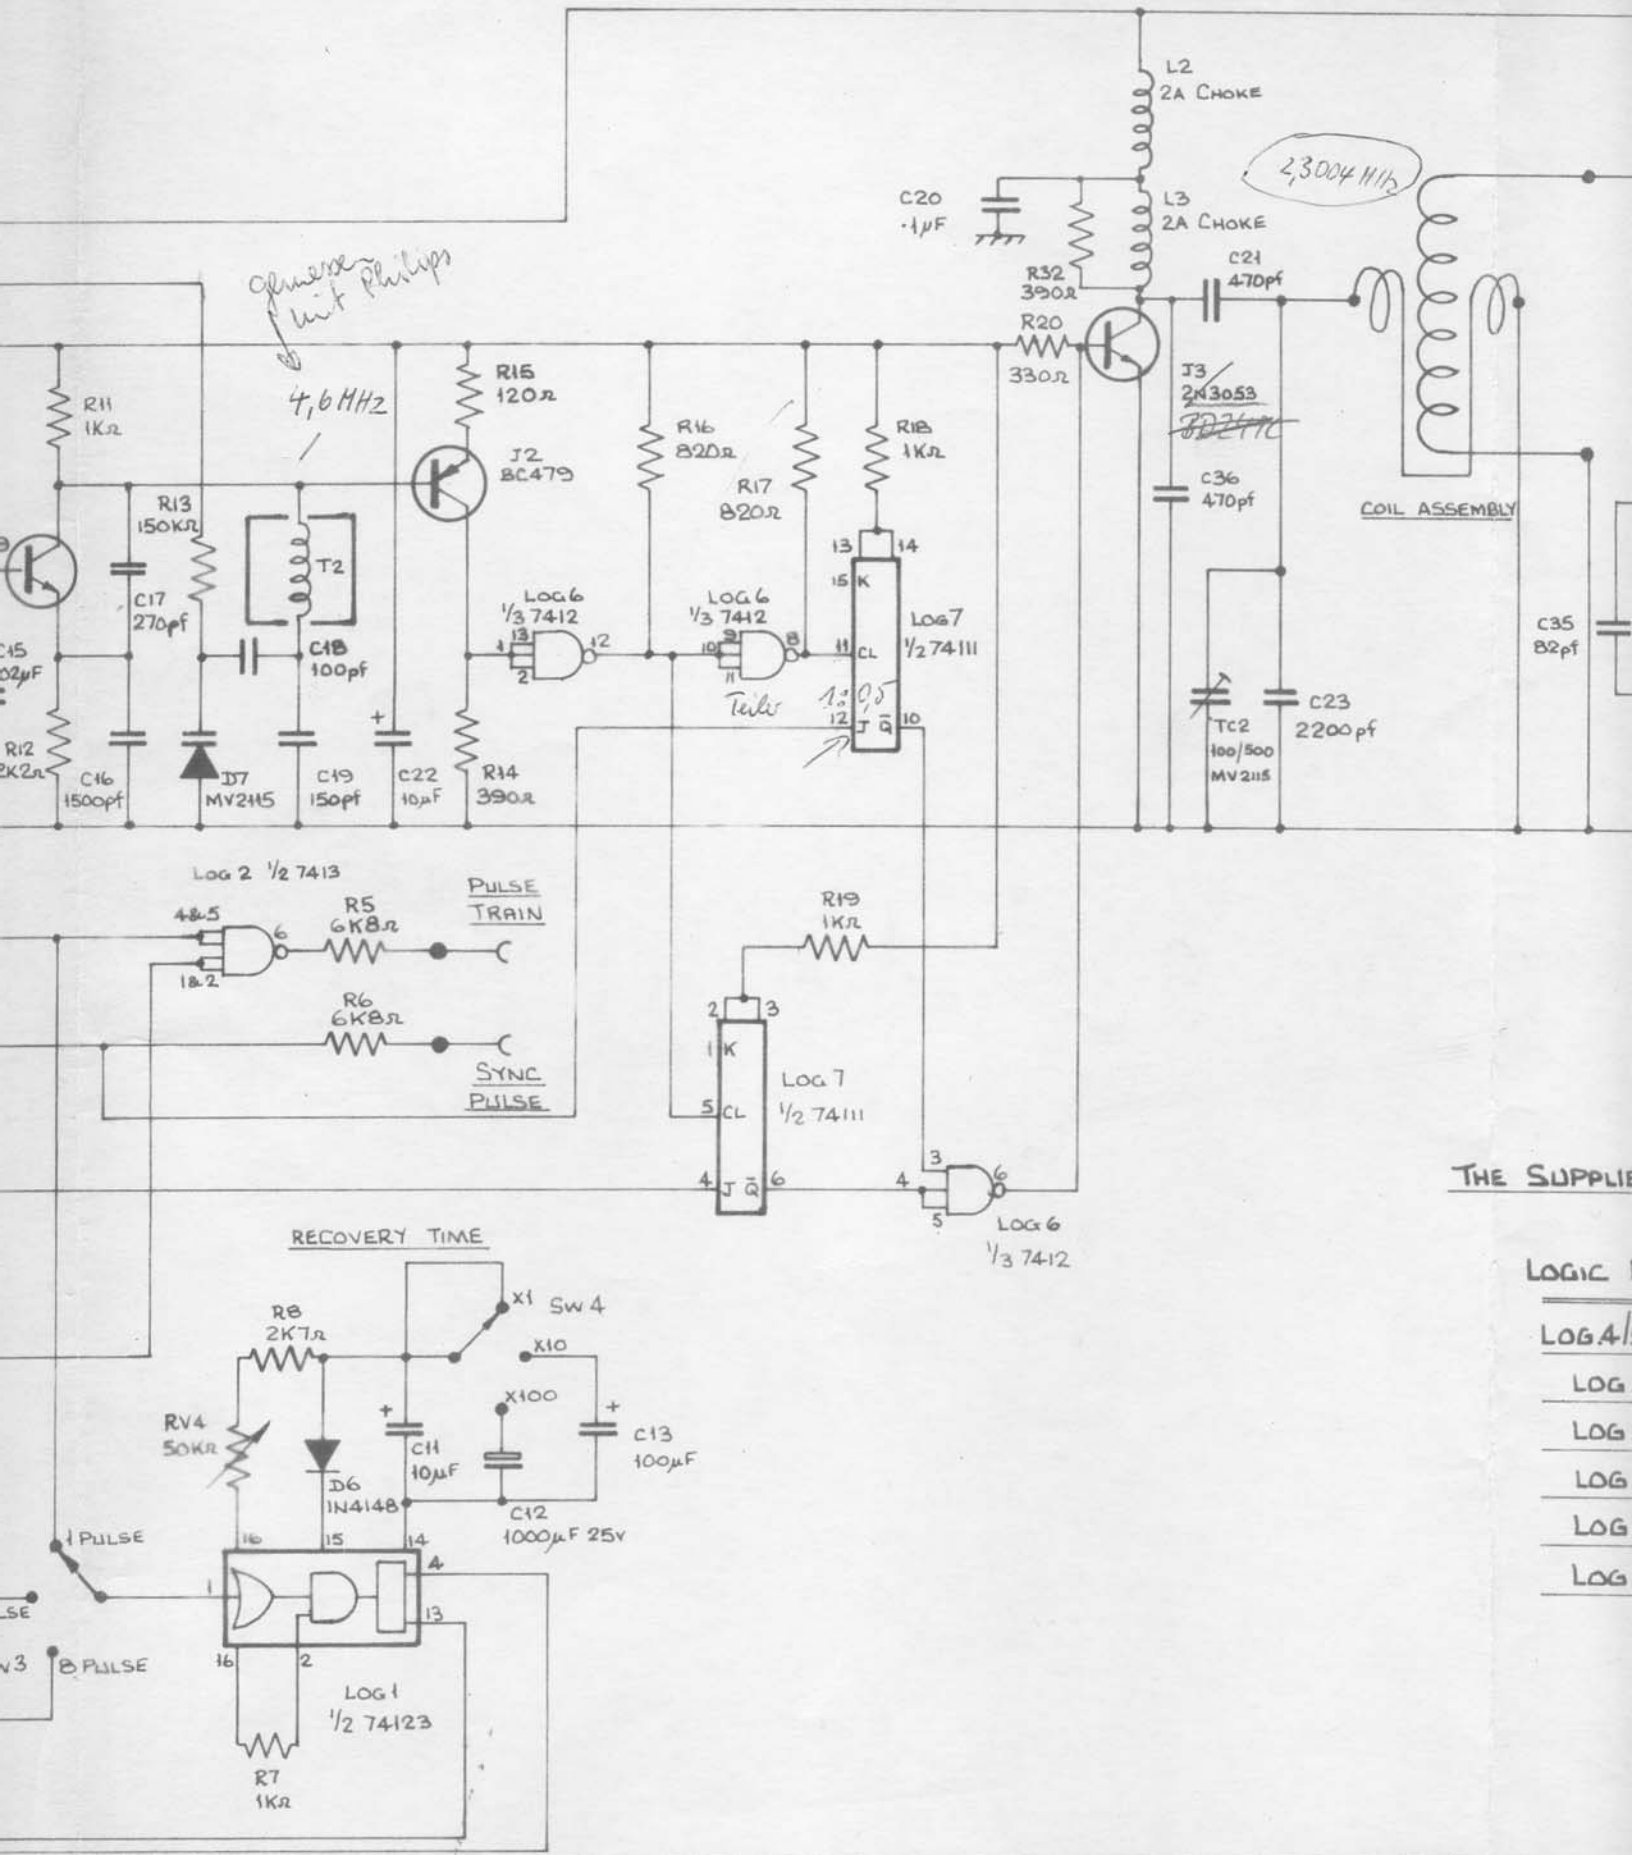 L2
2A CHOKE
2,3004 MHz
C20
.1µF
L3
2A CHOKE
C21
470pf
R32
390Ω
gemessen
mit Philips
4,6 MHz
R20
330Ω
J3
2N3053
R11
1KΩ
R15
120Ω
J2
BC479
R16
820Ω
R17
820Ω
R18
1KΩ
C36
470pf
COIL ASSEMBLY
R13
150KΩ
T2
13
14
15
K
C17
270pf
LOG6
1/3 7412
13
1
2
12
LOG6
1/3 7412
9
10
11
8
11
CL
LOG7
1/2 74111
C35
82pf
C15
02µF
C18
100pf
Teiler
1:0,5
12
J
Q̅
10
TC2
100/500
MV2115
C23
2200pf
R12
2K2Ω
C16
1500pf
D7
MV2115
C19
150pf
+
C22
10µF
R14
390Ω
LOG 2 1/2 7413
4&5
1&2
6
R5
6K8Ω
PULSE
TRAIN
R6
6K8Ω
SYNC
PULSE
R19
1KΩ
2
3
1
K
5
CL
LOG 7
1/2 74111
4
J
Q̅
6
3
4
5
6
LOG 6
1/3 7412
THE SUPPLIE
LOGIC
LOG.4/
LOG
LOG
LOG
LOG
LOG
RECOVERY TIME
R8
2K7Ω
X1
SW4
X10
X100
RV4
50KΩ
D6
1N4148
+
C11
10µF
C12
1000µF 25V
+
C13
100µF
1 PULSE
LSE
8 PULSE
16
15
14
4
1
13
16
2
LOG1
1/2 74123
R7
1KΩ